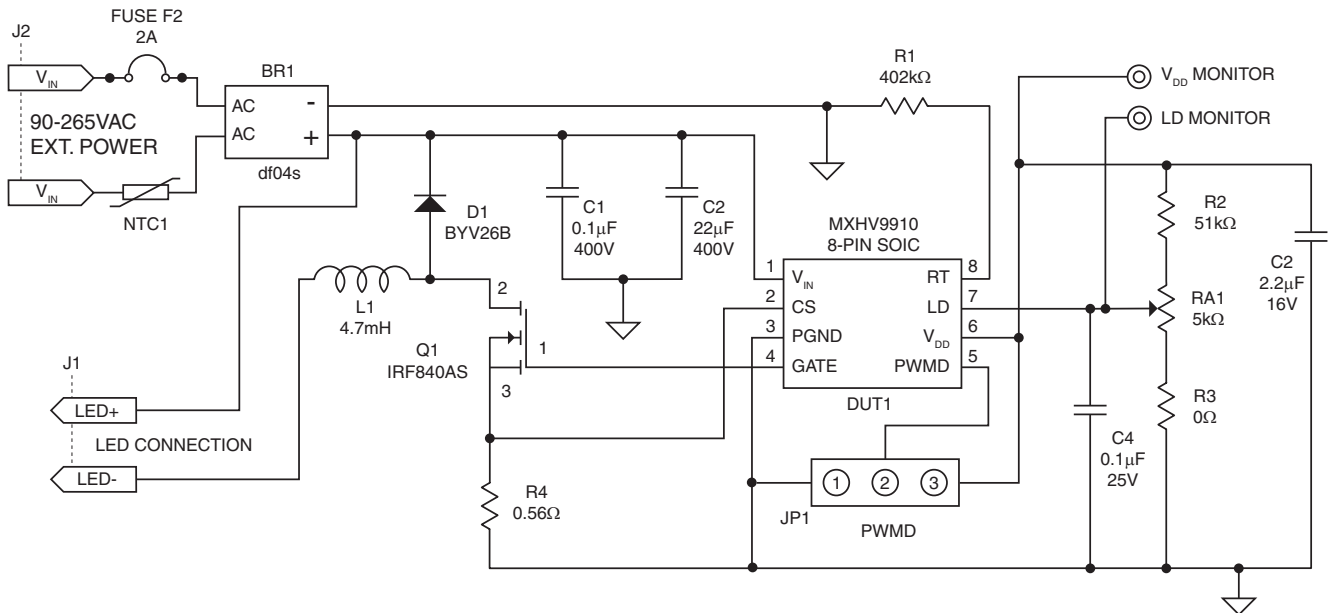 J2
FUSE F2
2A
V_IN
90-265VAC
EXT. POWER
V_IN
NTC1
BR1
AC
-
AC
+
df04s
D1
BYV26B
C1
0.1µF
400V
C2
22µF
400V
R1
402kΩ
V_DD MONITOR
LD MONITOR
MXHV9910
8-PIN SOIC
1
V_IN
RT
8
2
CS
LD
7
3
PGND
V_DD
6
4
GATE
PWMD
5
DUT1
R2
51kΩ
RA1
5kΩ
R3
0Ω
C2
2.2µF
16V
C4
0.1µF
25V
L1
4.7mH
2
Q1
IRF840AS
1
3
J1
LED+
LED CONNECTION
LED-
R4
0.56Ω
JP1
1
2
3
PWMD